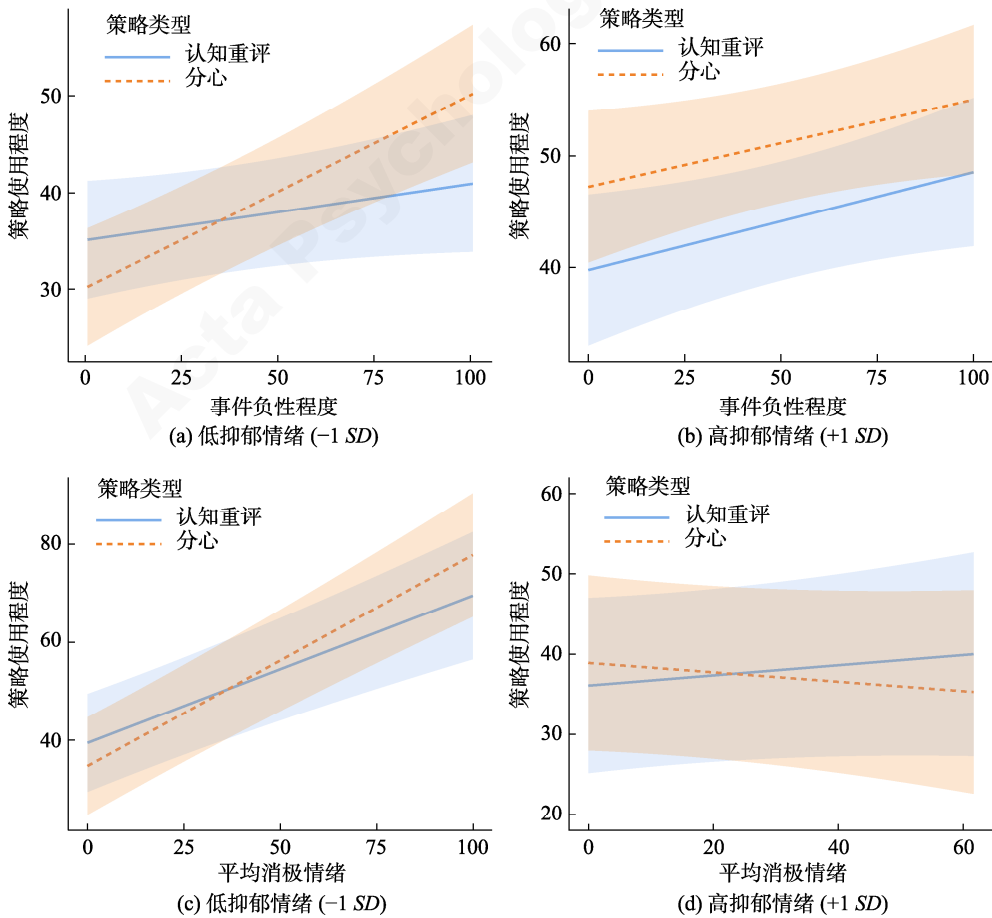 策略类型
认知重评
分心
策略使用程度
50
40
30
0 25 50 75 100
事件负性程度
(a) 低抑郁情绪 (−1 SD)
策略类型
认知重评
分心
策略使用程度
60
50
40
0 25 50 75 100
事件负性程度
(b) 高抑郁情绪 (+1 SD)
策略类型
认知重评
分心
策略使用程度
80
60
40
0 25 50 75 100
平均消极情绪
(c) 低抑郁情绪 (−1 SD)
策略类型
认知重评
分心
策略使用程度
60
50
40
30
20
0 20 40 60
平均消极情绪
(d) 高抑郁情绪 (+1 SD)
Acta Psycholog